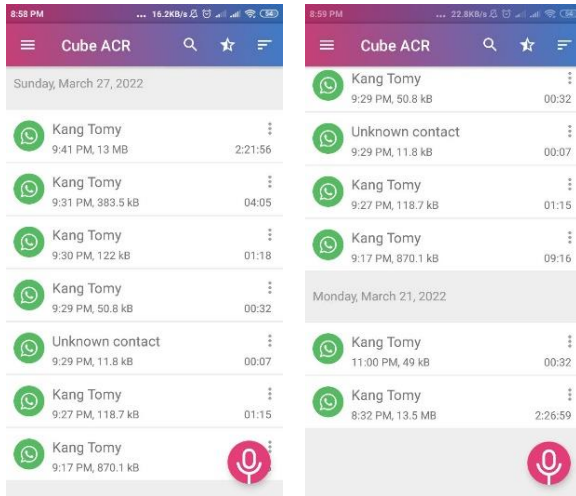 8:58 PM
... 16.2KB/s 54
Cube ACR
Sunday, March 27, 2022
Kang Tomy
9:41 PM, 13 MB 2:21:56
Kang Tomy
9:31 PM, 383.5 kB 04:05
Kang Tomy
9:30 PM, 122 kB 01:18
Kang Tomy
9:29 PM, 50.8 kB 00:32
Unknown contact
9:29 PM, 11.8 kB 00:07
Kang Tomy
9:27 PM, 118.7 kB 01:15
Kang Tomy
9:17 PM, 870.1 kB
8:59 PM
... 22.8KB/s 54
Cube ACR
Kang Tomy
9:29 PM, 50.8 kB 00:32
Unknown contact
9:29 PM, 11.8 kB 00:07
Kang Tomy
9:27 PM, 118.7 kB 01:15
Kang Tomy
9:17 PM, 870.1 kB 09:16
Monday, March 21, 2022
Kang Tomy
11:00 PM, 49 kB 00:32
Kang Tomy
8:32 PM, 13.5 MB 2:26:59